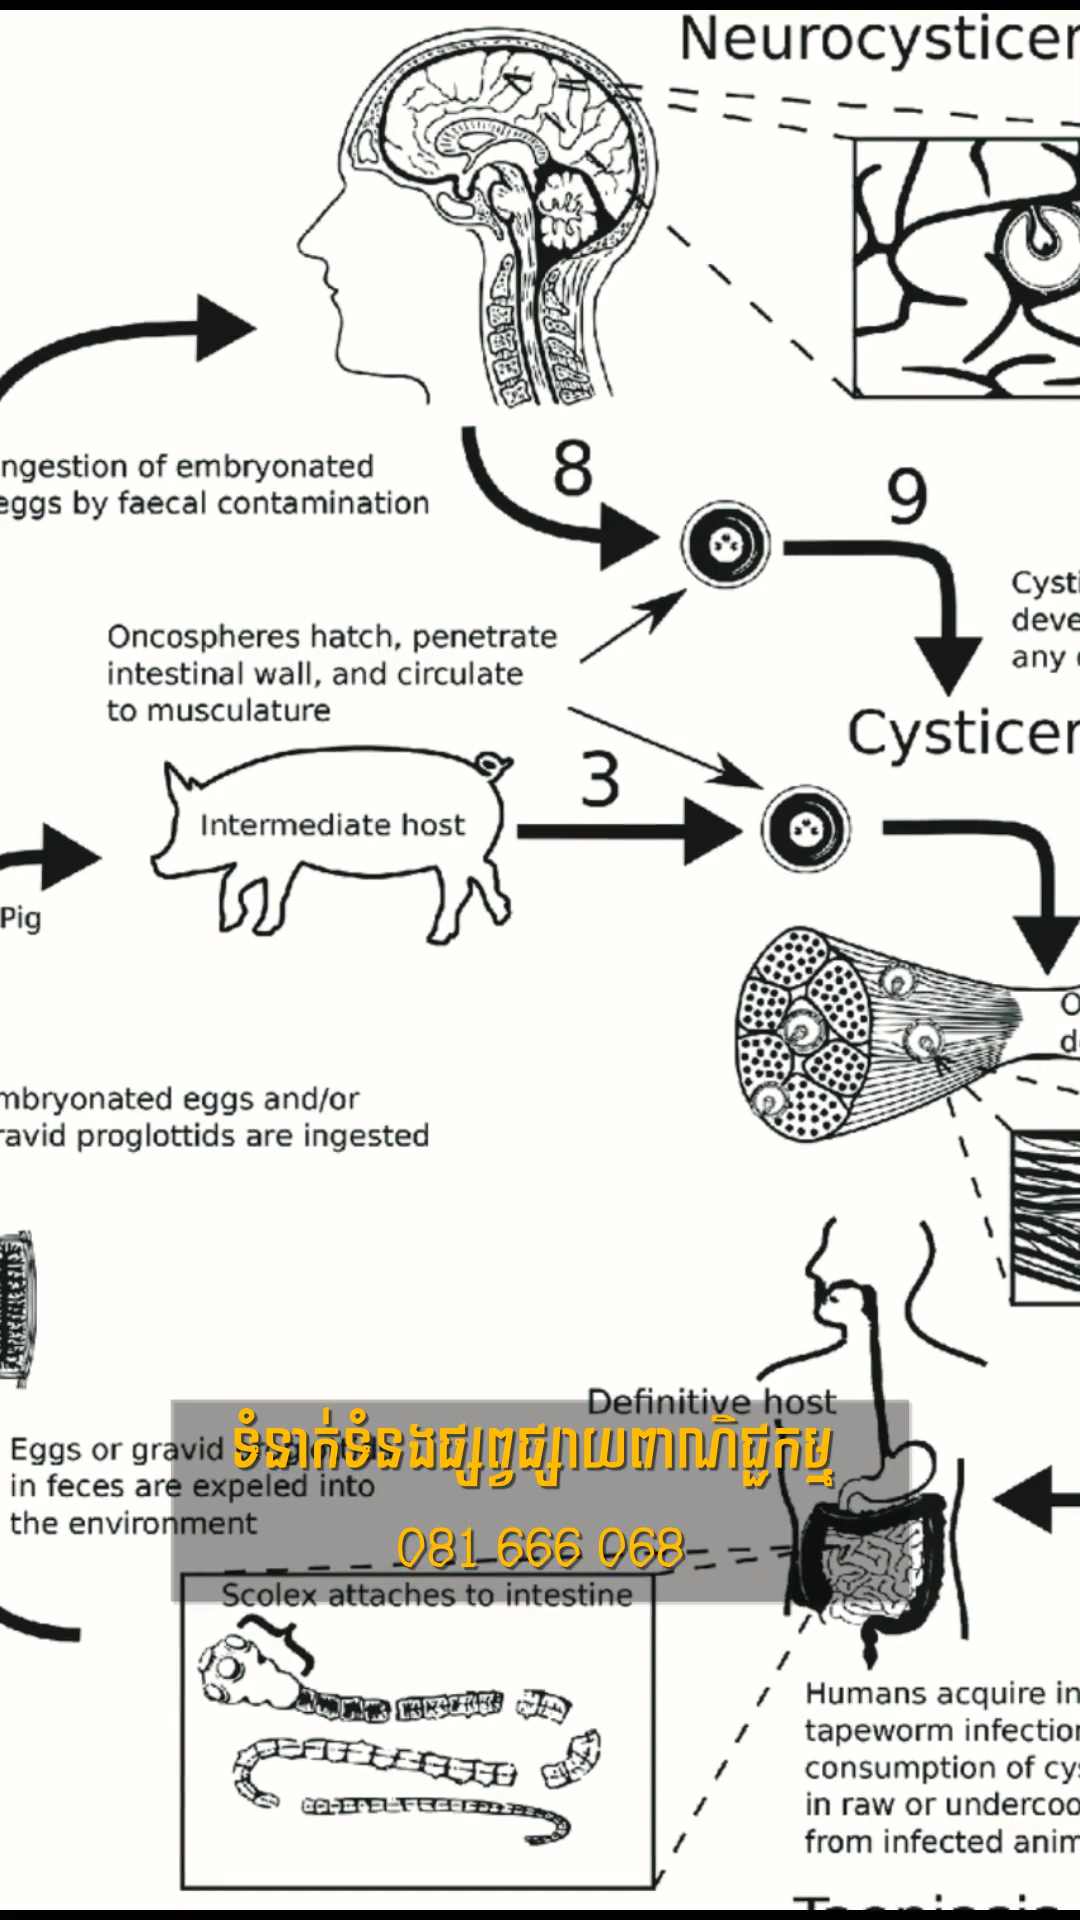 Neurocysticer
8
9
ngestion of embryonated
eggs by faecal contamination
Cysti
deve
any
Oncospheres hatch, penetrate
intestinal wall, and circulate
to musculature
Cysticer
3
Intermediate host
Pig
O
d
mbryonated eggs and/or
ravid proglottids are ingested
Definitive host
ទំនាក់ទំនងផ្សព្វផ្សាយពាណិជ្ជកម្ម
081 666 068
Eggs or gravid
in feces are expeled into
the environment
Scolex attaches to intestine
Humans acquire in
tapeworm infection
consumption of cys
in raw or undercoo
from infected anim